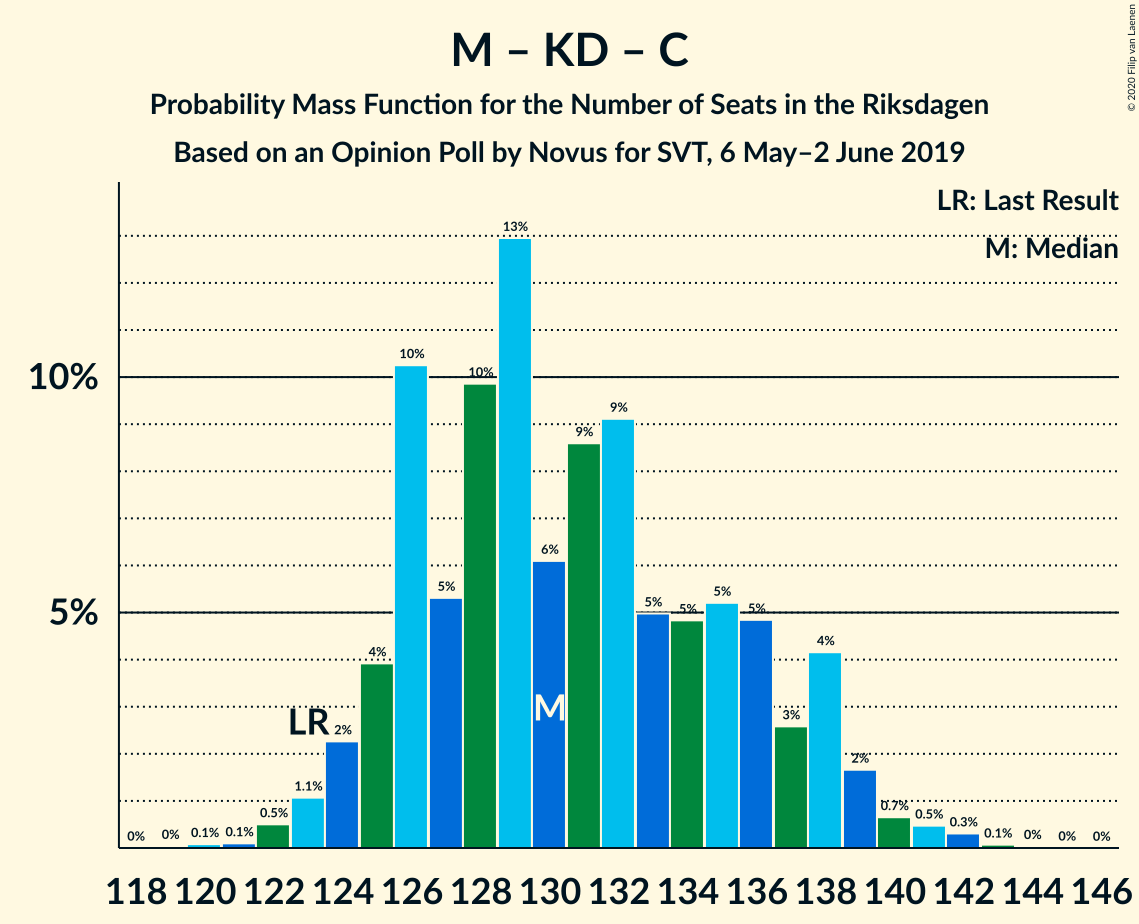 M – KD – C
Probability Mass Function for the Number of Seats in the Riksdagen
Based on an Opinion Poll by Novus for SVT, 6 May–2 June 2019
© 2020 Filip van Laenen
LR: Last Result
M: Median
10%
5%
0% 0% 0.1% 0.1% 0.5% 1.1% 2% 4% 10% 5% 10% 13% 6% 9% 9% 5% 5% 5% 5% 3% 4% 2% 0.7% 0.5% 0.3% 0.1% 0% 0% 0%
LR
M
118 120 122 124 126 128 130 132 134 136 138 140 142 144 146